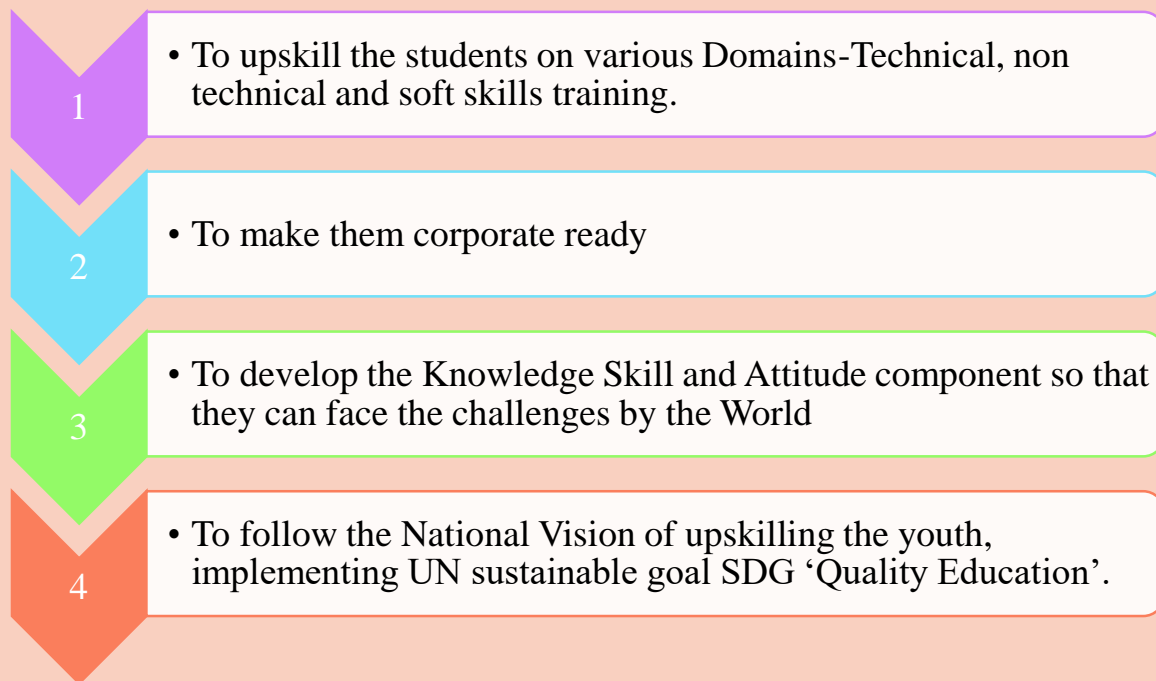 1
• To upskill the students on various Domains-Technical, non
technical and soft skills training.
2
• To make them corporate ready
3
• To develop the Knowledge Skill and Attitude component so that
they can face the challenges by the World
4
• To follow the National Vision of upskilling the youth,
implementing UN sustainable goal SDG ‘Quality Education’.